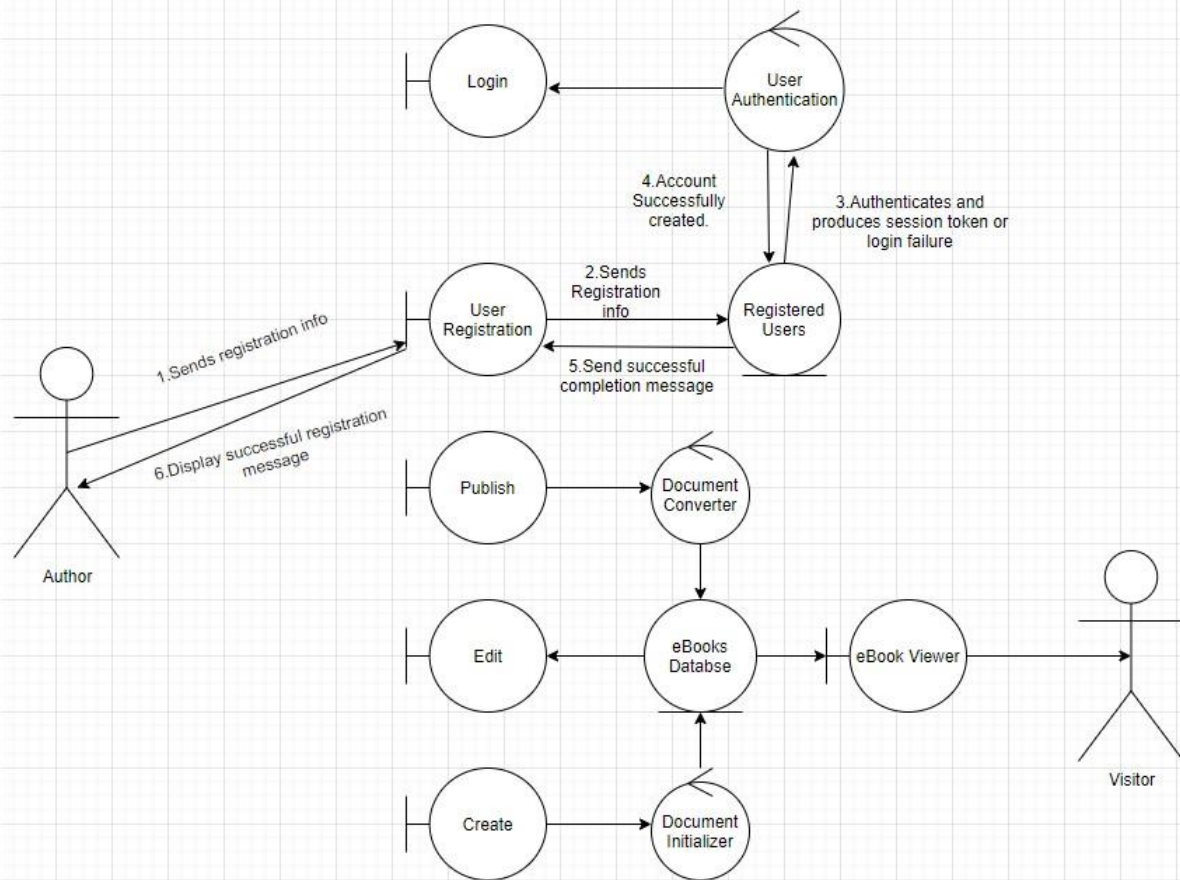 Login
User
Authentication
4.Account
Successfully
created.
3.Authenticates and
produces session token or
login failure
2.Sends
Registration
info
User
Registration
Registered
Users
1.Sends registration info
5.Send successful
completion message
6.Display successful registration
message
Publish
Document
Converter
Author
Edit
eBooks
Databse
eBook Viewer
Visitor
Create
Document
Initializer